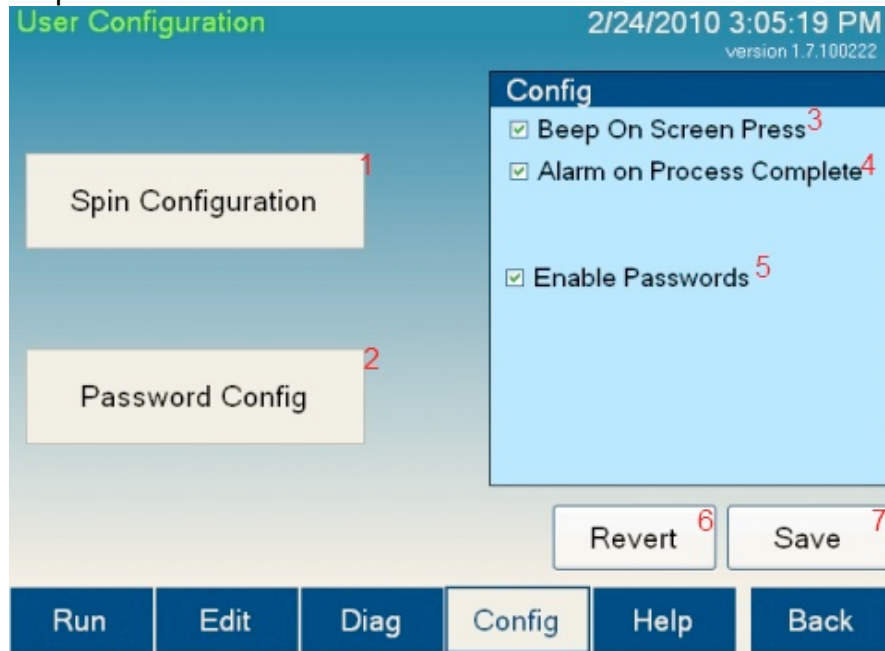 User Configuration 2/24/2010 3:05:19 PM
version 1.7.100222
Config
Beep On Screen Press 3
Alarm on Process Complete 4
1
Spin Configuration
Enable Passwords 5
2
Password Config
Revert 6 Save 7
Run Edit Diag Config Help Back